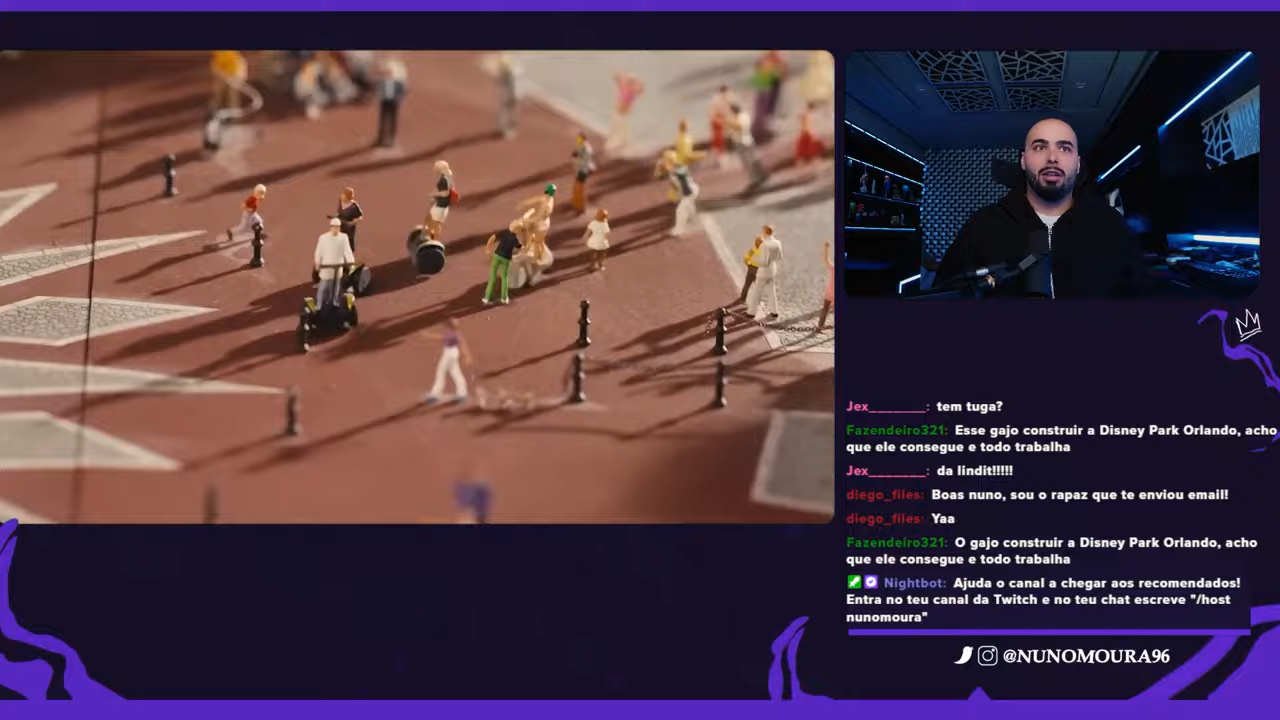 Jex_______: tem tuga?
Fazendeiro321: Esse gajo construir a Disney Park Orlando, acho
que ele consegue e todo trabalha
Jex_______: da lindit!!!!!
diego_files: Boas nuno, sou o rapaz que te enviou email!
diego_files: Yaa
Fazendeiro321: O gajo construir a Disney Park Orlando, acho
que ele consegue e todo trabalha
Nightbot: Ajuda o canal a chegar aos recomendados!
Entra no teu canal da Twitch e no teu chat escreve "/host
nunomoura"
@NUNOMOURA96